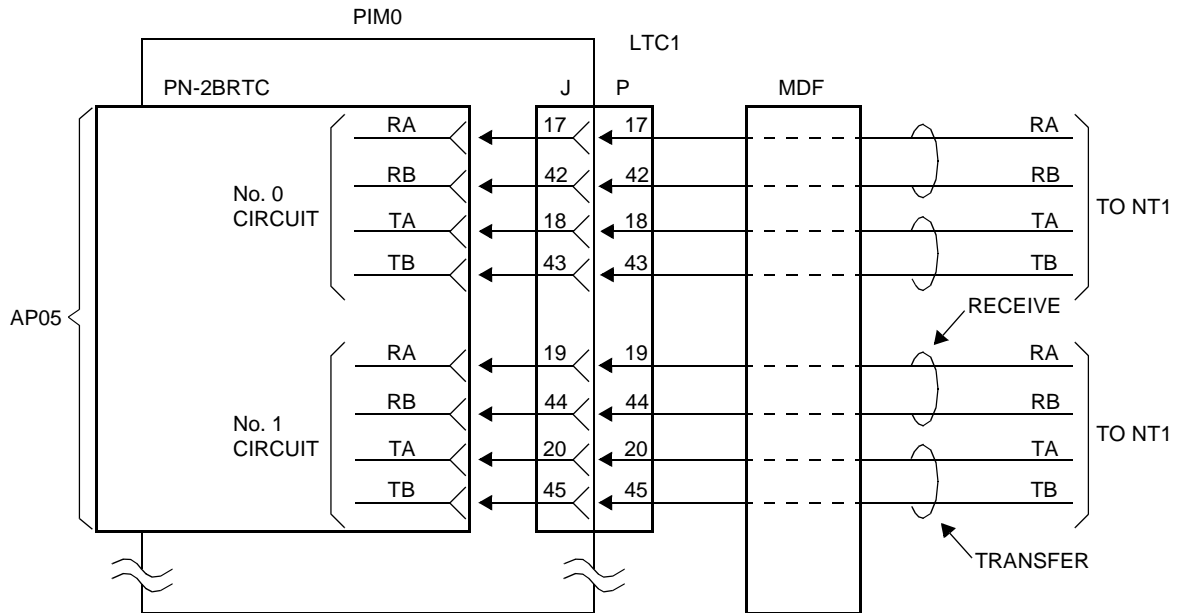 PIM0
LTC1
PN-2BRTC J P MDF
RA 17 17 RA
RB 42 42 RB
No. 0
CIRCUIT
TO NT1
TA 18 18 TA
TB 43 43 TB
RECEIVE
AP05
RA 19 19 RA
RB 44 44 RB
No. 1
CIRCUIT
TO NT1
TA 20 20 TA
TB 45 45 TB
TRANSFER